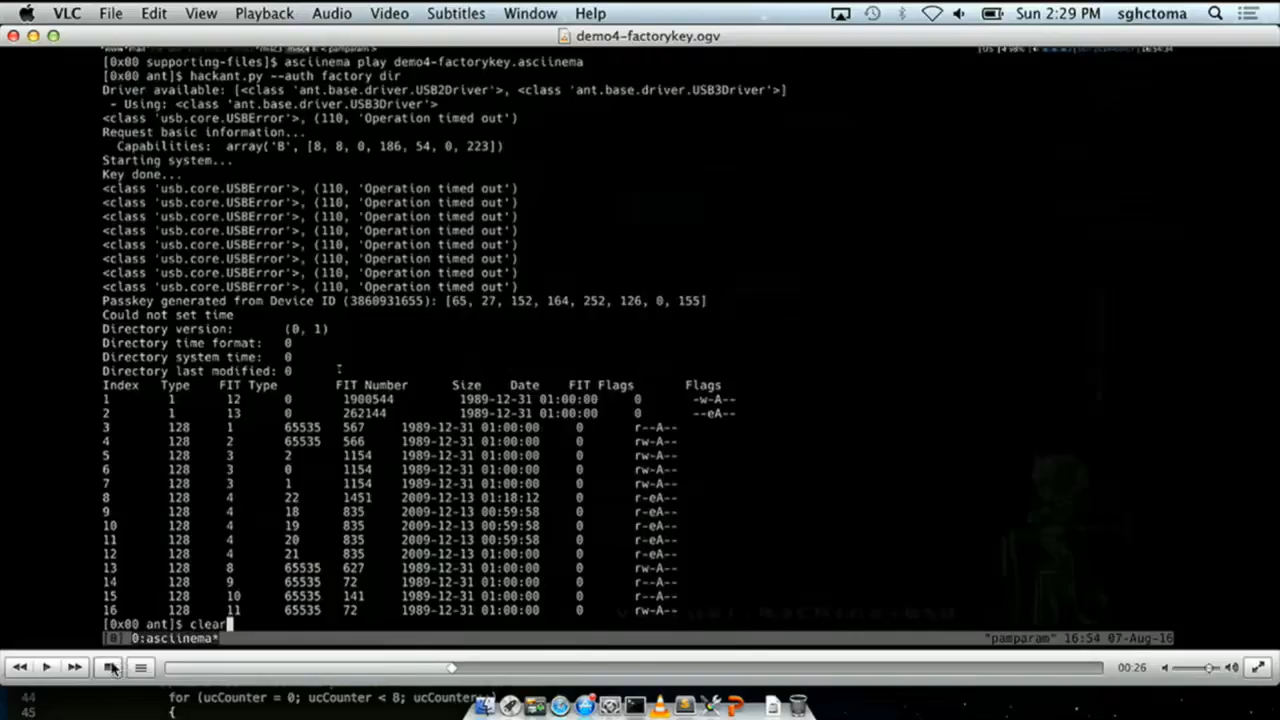 VLC File Edit View Playback Audio Video Subtitles Window Help Sun 2:29 PM sghctoma
demo4-factorykey.ogv
[0x00 supporting-files]$ asciinema play demo4-factorykey.asciinema
[0x00 ant]$ hackant.py --auth factory dir
Driver available: [<class 'ant.base.driver.USB2Driver'>, <class 'ant.base.driver.USB3Driver'>]
- Using: <class 'ant.base.driver.USB3Driver'>
<class 'usb.core.USBError'>, (110, 'Operation timed out')
Request basic information...
Capabilities: array('B', [8, 8, 0, 186, 54, 0, 223])
Starting system...
Key done...
<class 'usb.core.USBError'>, (110, 'Operation timed out')
<class 'usb.core.USBError'>, (110, 'Operation timed out')
<class 'usb.core.USBError'>, (110, 'Operation timed out')
<class 'usb.core.USBError'>, (110, 'Operation timed out')
<class 'usb.core.USBError'>, (110, 'Operation timed out')
<class 'usb.core.USBError'>, (110, 'Operation timed out')
<class 'usb.core.USBError'>, (110, 'Operation timed out')
<class 'usb.core.USBError'>, (110, 'Operation timed out')
Passkey generated from Device ID (3860931655): [65, 27, 152, 164, 252, 126, 0, 155]
Could not set time
Directory version: (0, 1)
Directory time format: 0
Directory system time: 0
Directory last modified: 0
Index Type FIT Type FIT Number Size Date FIT Flags Flags
1 1 12 0 1900544 1989-12-31 01:00:00 0 -w-A--
2 1 13 0 262144 1989-12-31 01:00:00 0 --eA--
3 128 1 65535 567 1989-12-31 01:00:00 0 r--A--
4 128 2 65535 566 1989-12-31 01:00:00 0 rw-A--
5 128 3 2 1154 1989-12-31 01:00:00 0 rw-A--
6 128 3 0 1154 1989-12-31 01:00:00 0 rw-A--
7 128 3 1 1154 1989-12-31 01:00:00 0 rw-A--
8 128 4 22 1451 2009-12-13 01:18:12 0 r-eA--
9 128 4 18 835 2009-12-13 00:59:58 0 r-eA--
10 128 4 19 835 2009-12-13 00:59:58 0 r-eA--
11 128 4 20 835 2009-12-13 00:59:58 0 r-eA--
12 128 4 21 835 1989-12-31 01:00:00 0 r-eA--
13 128 8 65535 627 1989-12-31 01:00:00 0 rw-A--
14 128 9 65535 72 1989-12-31 01:00:00 0 r--A--
15 128 10 65535 141 1989-12-31 01:00:00 0 r--A--
16 128 11 65535 72 1989-12-31 01:00:00 0 rw-A--
[0x00 ant]$ clear
[0] 0:asciinema* "pamparam" 16:54 07-Aug-16
00:26
44 for (ucCounter = 0; ucCounter < 8; ucCounter++)
45 {